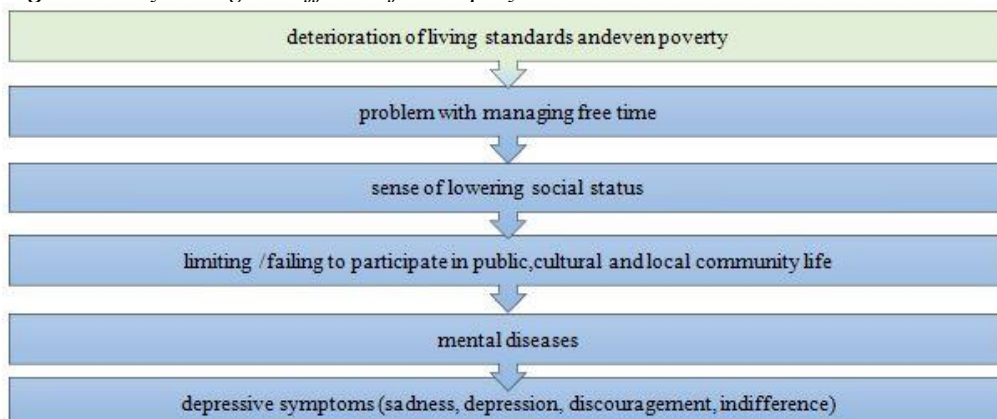 deterioration of living standards andeven poverty
problem with managing free time
sense of lowering social status
limiting /failing to participate in public,cultural and local community life
mental diseases
depressive symptoms (sadness, depression, discouragement, indifference)